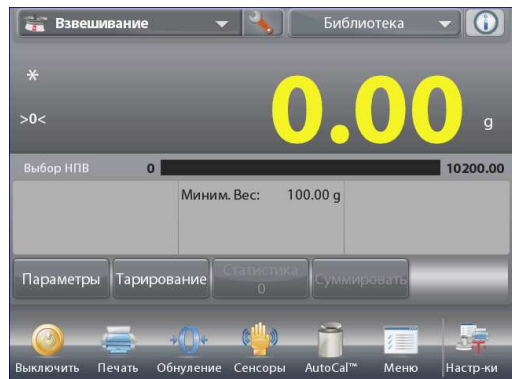 Взвешивание Библиотека
*
>0< 0.00 g
Выбор НПВ 0 10200.00
Миним. Вес: 100.00 g
Параметры Тарирование Статистика 0 Суммировать
→0← 
Выключить Печать Обнуление Сенсоры AutoCal™ Меню Настр-ки